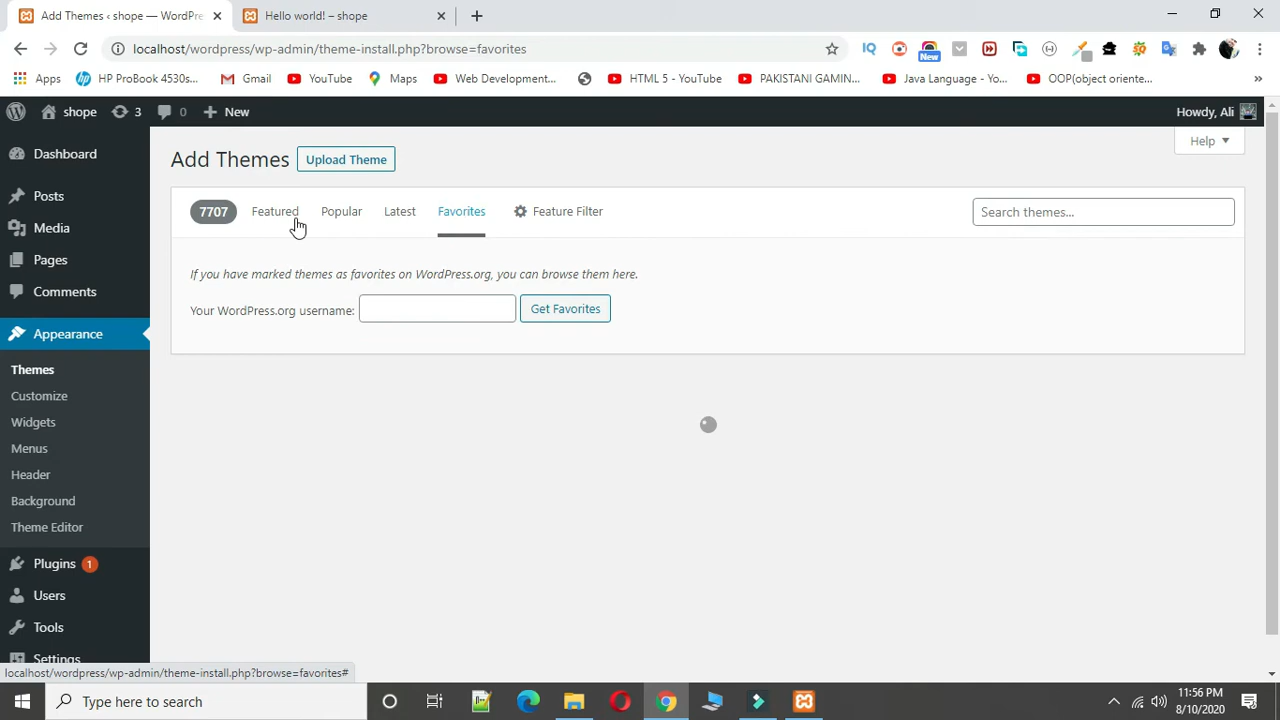 Add Themes ‹ shope — WordPre
Hello world! – shope
localhost/wordpress/wp-admin/theme-install.php?browse=favorites
New
Apps
HP ProBook 4530s...
Gmail
YouTube
Maps
Web Development...
HTML 5 - YouTube
PAKISTANI GAMIN...
Java Language - Yo...
OOP(object oriente...
shope
3
0
New
Howdy, Ali
Dashboard
Posts
Media
Pages
Comments
Appearance
Themes
Customize
Widgets
Menus
Header
Background
Theme Editor
Plugins 1
Users
Tools
Settings
Add Themes
Upload Theme
Help
7707
Featured
Popular
Latest
Favorites
Feature Filter
Search themes...
If you have marked themes as favorites on WordPress.org, you can browse them here.
Your WordPress.org username:
Get Favorites
localhost/wordpress/wp-admin/theme-install.php?browse=favorites#
Type here to search
11:56 PM
8/10/2020